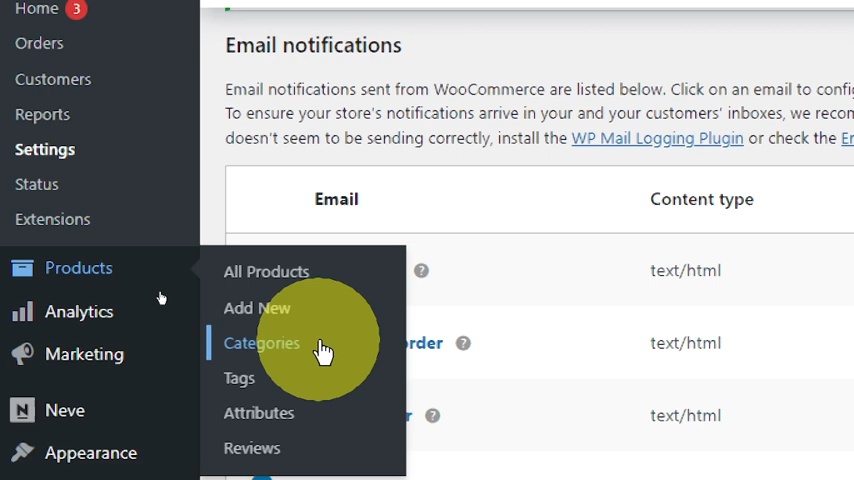 Home 3
Orders
Customers
Reports
Settings
Status
Extensions
Products
Analytics
Marketing
Neve
Appearance
All Products
Add New
Categories
Tags
Attributes
Reviews
Email notifications
Email notifications sent from WooCommerce are listed below. Click on an email to
To ensure your store's notifications arrive in your and your customers' inboxes, we
doesn't seem to be sending correctly, install the WP Mail Logging Plugin or check the
Email Content type
? text/html
? text/html
? text/html